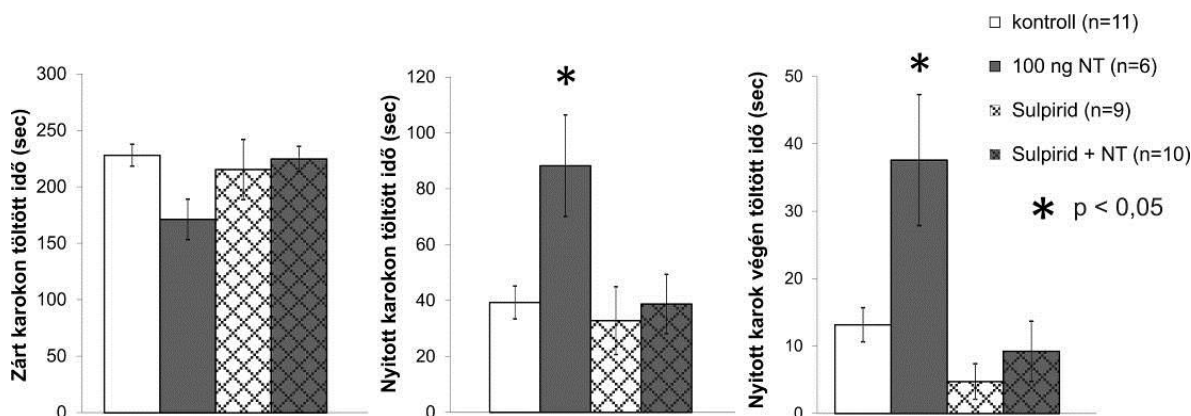 Zárt karokon töltött idő (sec)
300
250
200
150
100
50
0
Nyitott karokon töltött idő (sec)
120
100
80
60
40
20
0
*
Nyitott karok végén töltött idő (sec)
50
40
30
20
10
0
*
kontroll (n=11)
100 ng NT (n=6)
Sulpirid (n=9)
Sulpirid + NT (n=10)
* p < 0,05